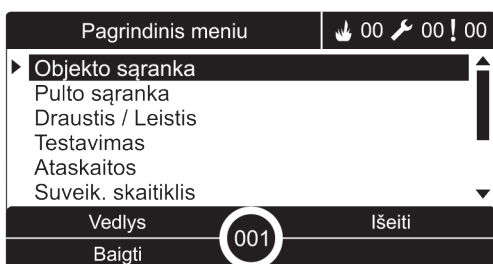 Pagrindinis meniu 00 00 00
Objekto sąranka
Pulto sąranka
Draustis / Leistis
Testavimas
Ataskaitos
Suveik. skaitiklis
Vedlys Išeiti
001
Baigti